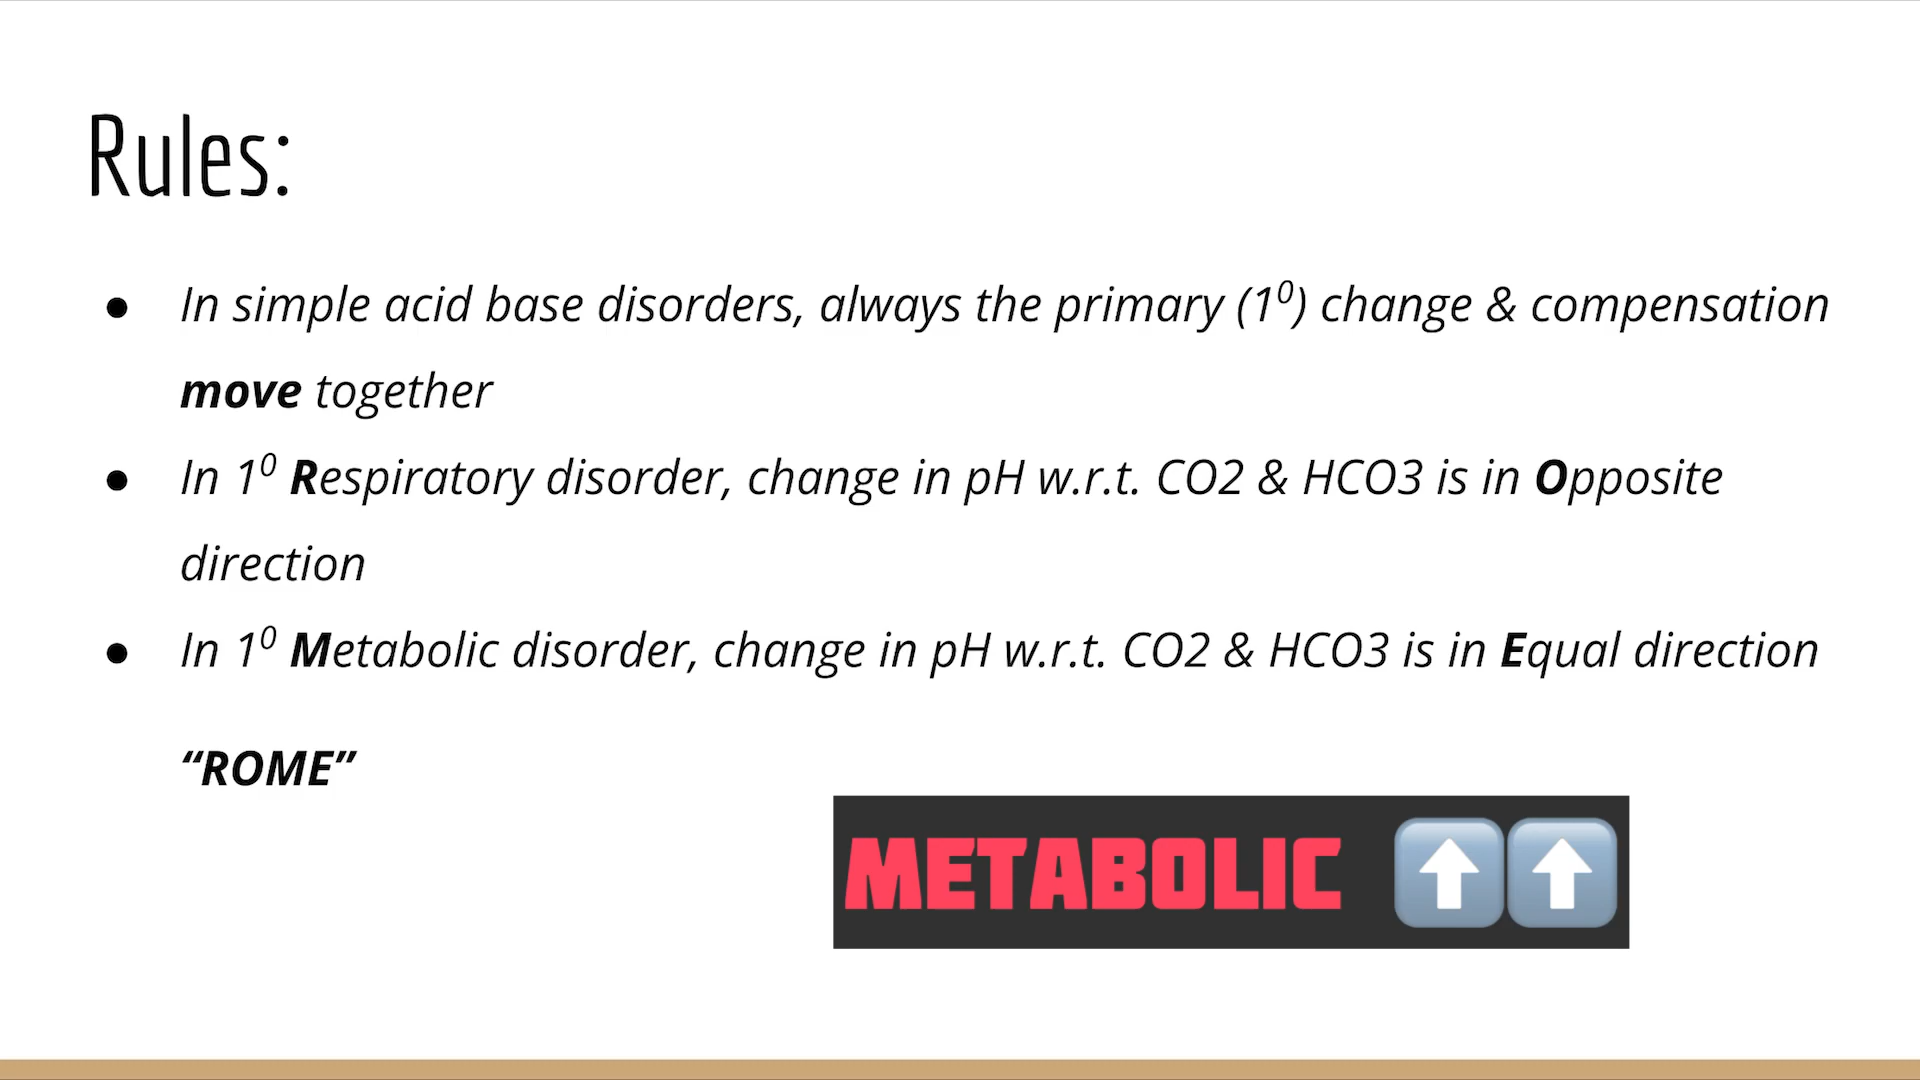 Rules:
● In simple acid base disorders, always the primary (1⁰) change & compensation
move together
● In 1⁰ Respiratory disorder, change in pH w.r.t. CO2 & HCO3 is in Opposite
direction
● In 1⁰ Metabolic disorder, change in pH w.r.t. CO2 & HCO3 is in Equal direction
“ROME”
METABOLIC ⬆⬆